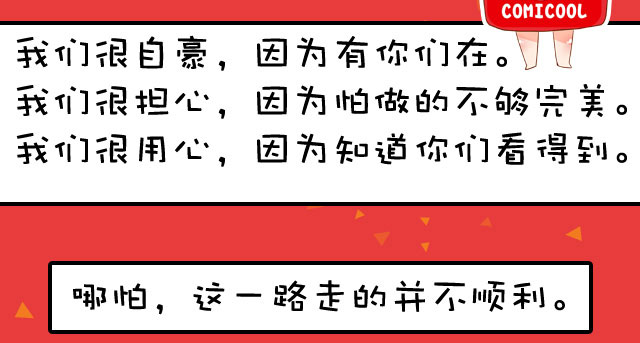 COMICOOL
我们很自豪，因为有你们在。
我们很担心，因为怕做的不够完美。
我们很用心，因为知道你们看得到。
哪怕，这一路走的并不顺利。